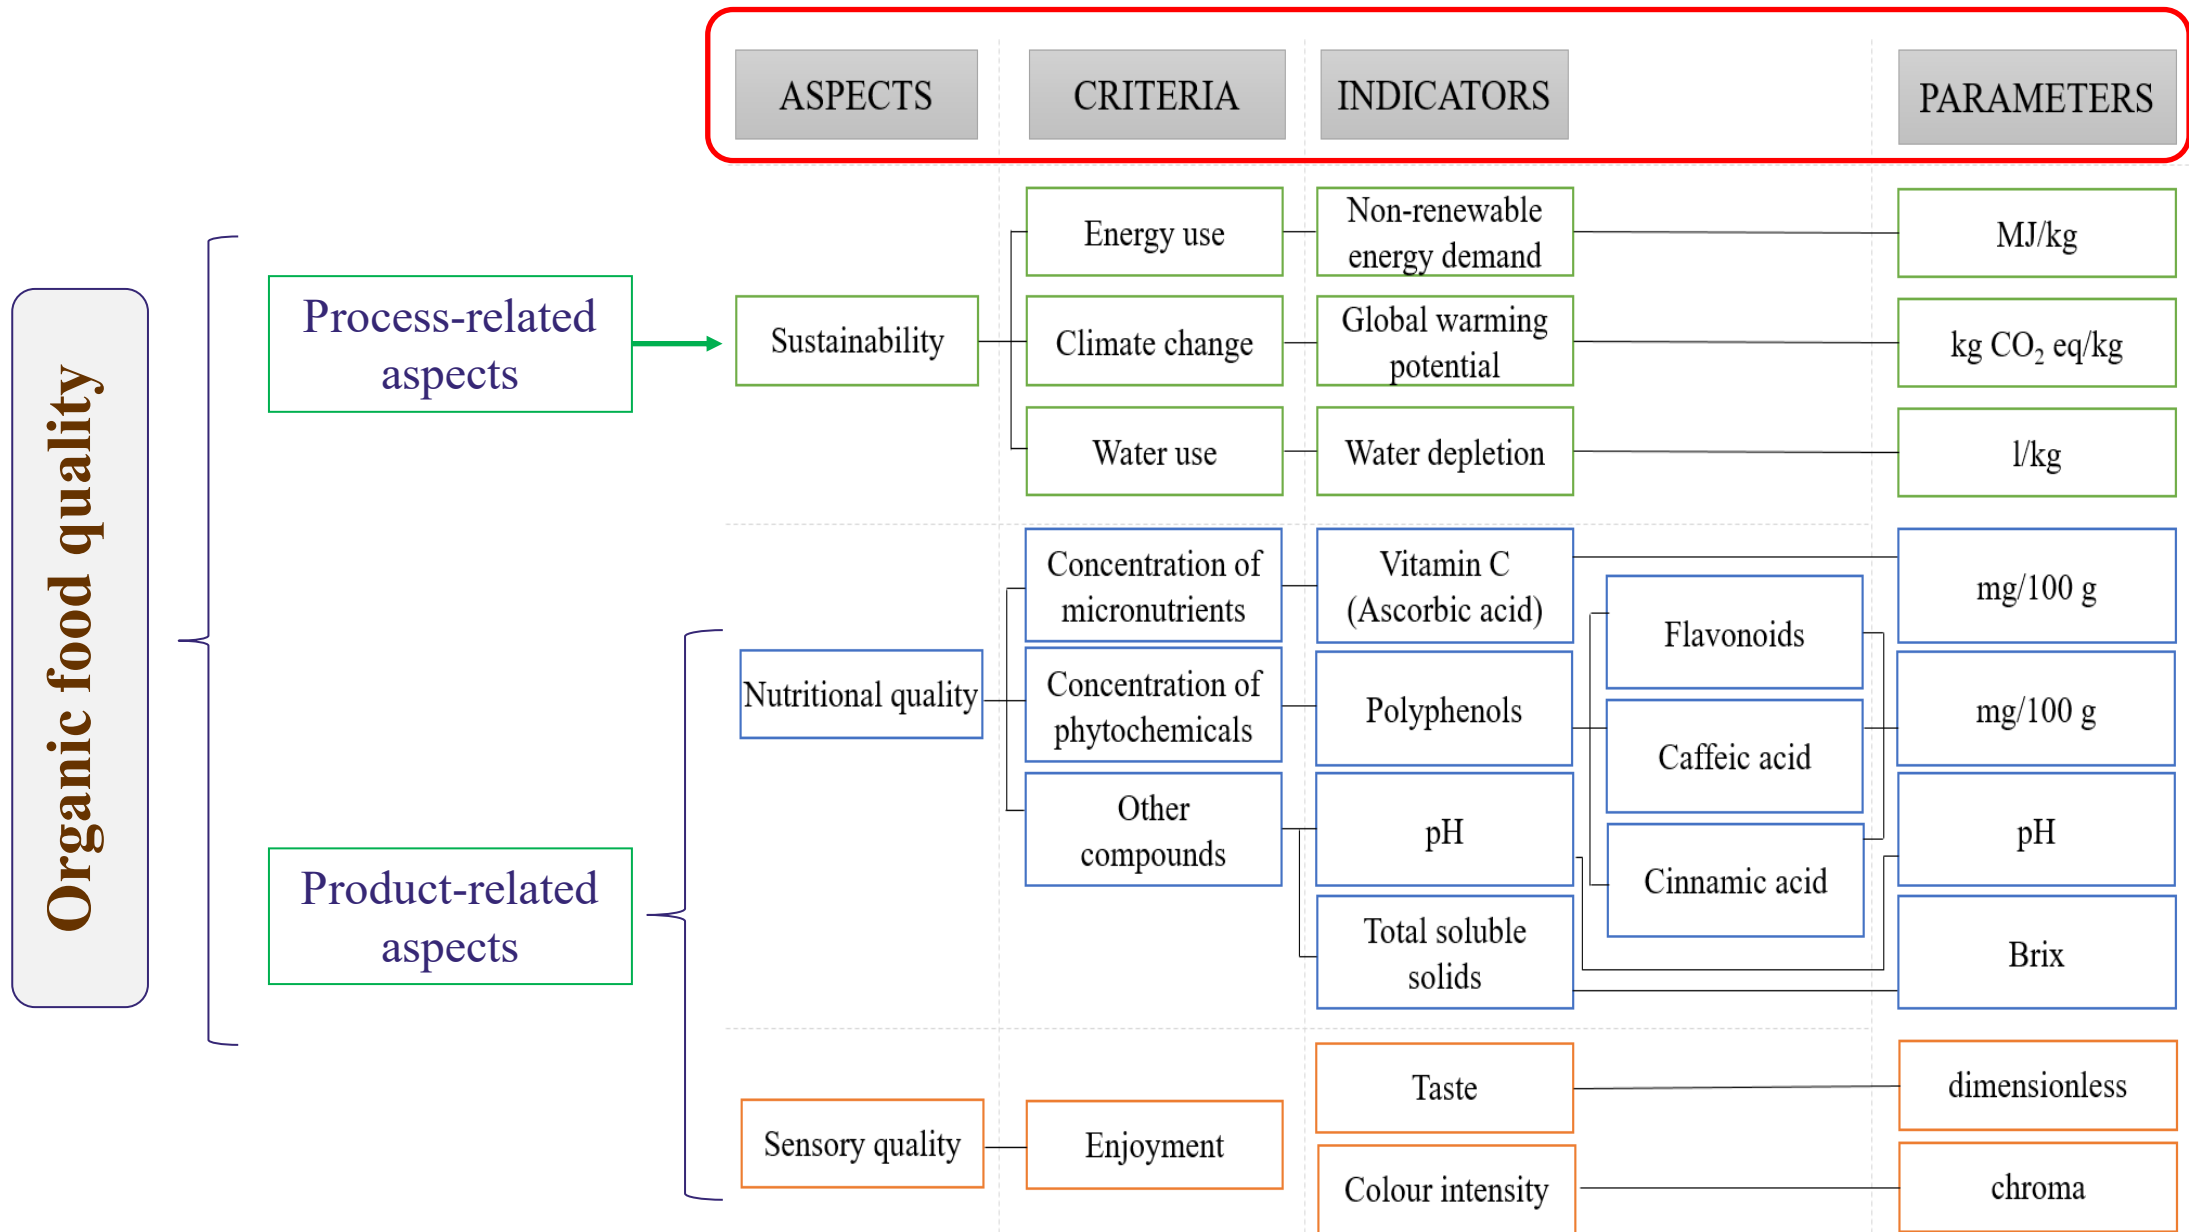 ASPECTS
CRITERIA
INDICATORS
PARAMETERS
Organic food quality
Process-related
aspects
Sustainability
Energy use
Non-renewable
energy demand
MJ/kg
Climate change
Global warming
potential
kg CO₂ eq/kg
Water use
Water depletion
l/kg
Product-related
aspects
Nutritional quality
Concentration of
micronutrients
Vitamin C
(Ascorbic acid)
mg/100 g
Concentration of
phytochemicals
Polyphenols
Flavonoids
Caffeic acid
Cinnamic acid
mg/100 g
Other
compounds
pH
pH
Total soluble
solids
Brix
Sensory quality
Enjoyment
Taste
dimensionless
Colour intensity
chroma